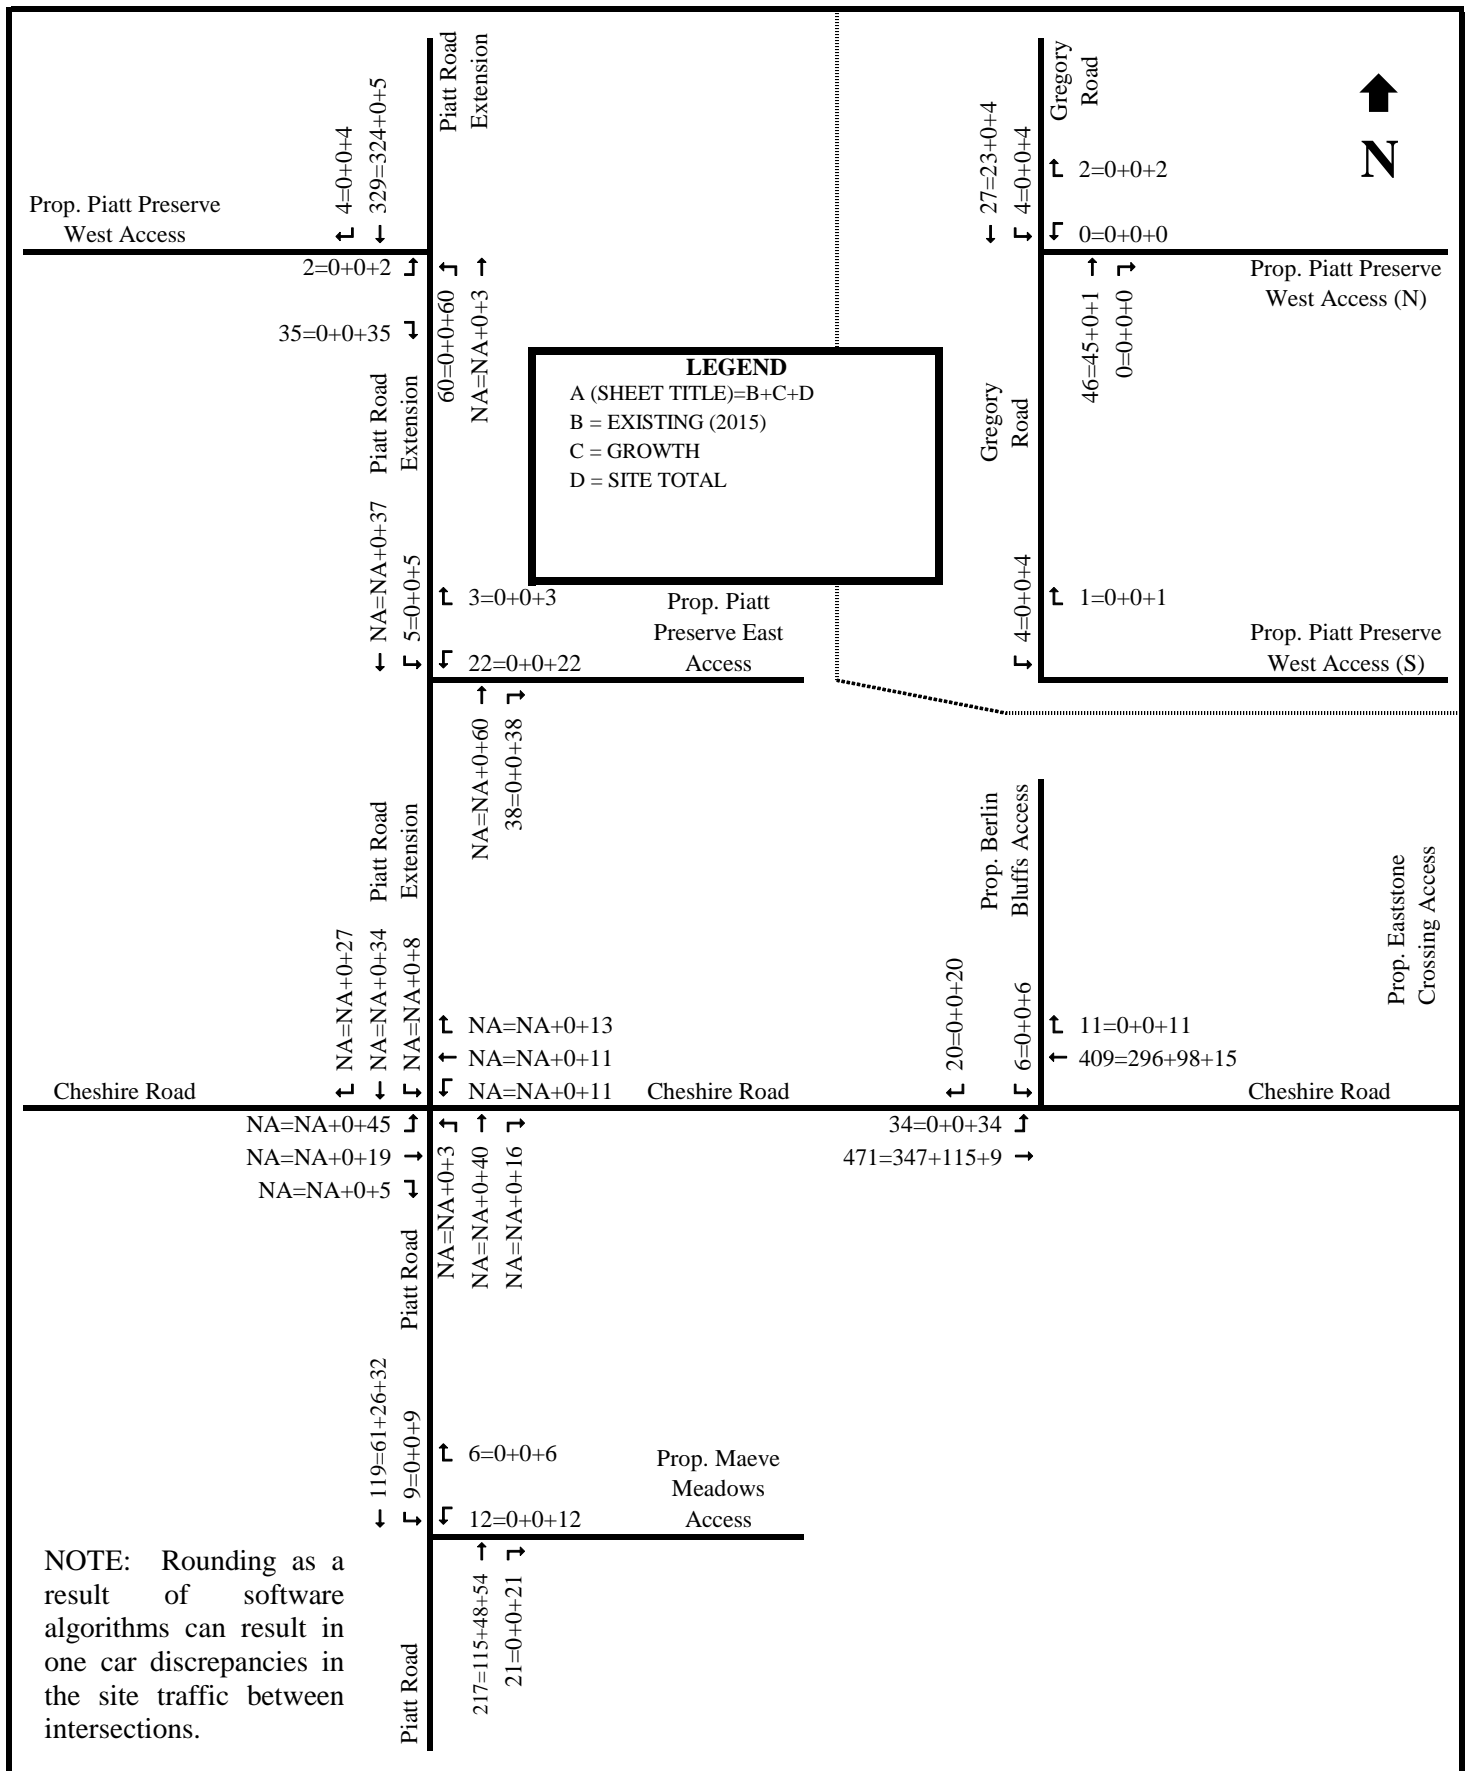 Piatt Road
Extension
4=0+0+4
329=324+0+5
Prop. Piatt Preserve
West Access
2=0+0+2
35=0+0+35
60=0+0+60
NA=NA+0+3
Gregory
Road
27=23+0+4
4=0+0+4
2=0+0+2
0=0+0+0
N
Prop. Piatt Preserve
West Access (N)
46=45+0+1
0=0+0+0
LEGEND
A (SHEET TITLE)=B+C+D
B = EXISTING (2015)
C = GROWTH
D = SITE TOTAL
Piatt Road
Extension
NA=NA+0+37
5=0+0+5
3=0+0+3
22=0+0+22
Prop. Piatt
Preserve East
Access
NA=NA+0+60
38=0+0+38
Gregory
Road
4=0+0+4
1=0+0+1
Prop. Piatt Preserve
West Access (S)
Piatt Road
Extension
NA=NA+0+27
NA=NA+0+34
NA=NA+0+8
NA=NA+0+13
NA=NA+0+11
NA=NA+0+11
Cheshire Road
Cheshire Road
NA=NA+0+45
NA=NA+0+19
NA=NA+0+5
NA=NA+0+3
NA=NA+0+40
NA=NA+0+16
Prop. Berlin
Bluffs Access
20=0+0+20
6=0+0+6
11=0+0+11
409=296+98+15
Prop. Eaststone
Crossing Access
Cheshire Road
34=0+0+34
471=347+115+9
Piatt Road
119=61+26+32
9=0+0+9
6=0+0+6
12=0+0+12
Prop. Maeve
Meadows
Access
217=115+48+54
21=0+0+21
Piatt Road
NOTE: Rounding as a
result of software
algorithms can result in
one car discrepancies in
the site traffic between
intersections.